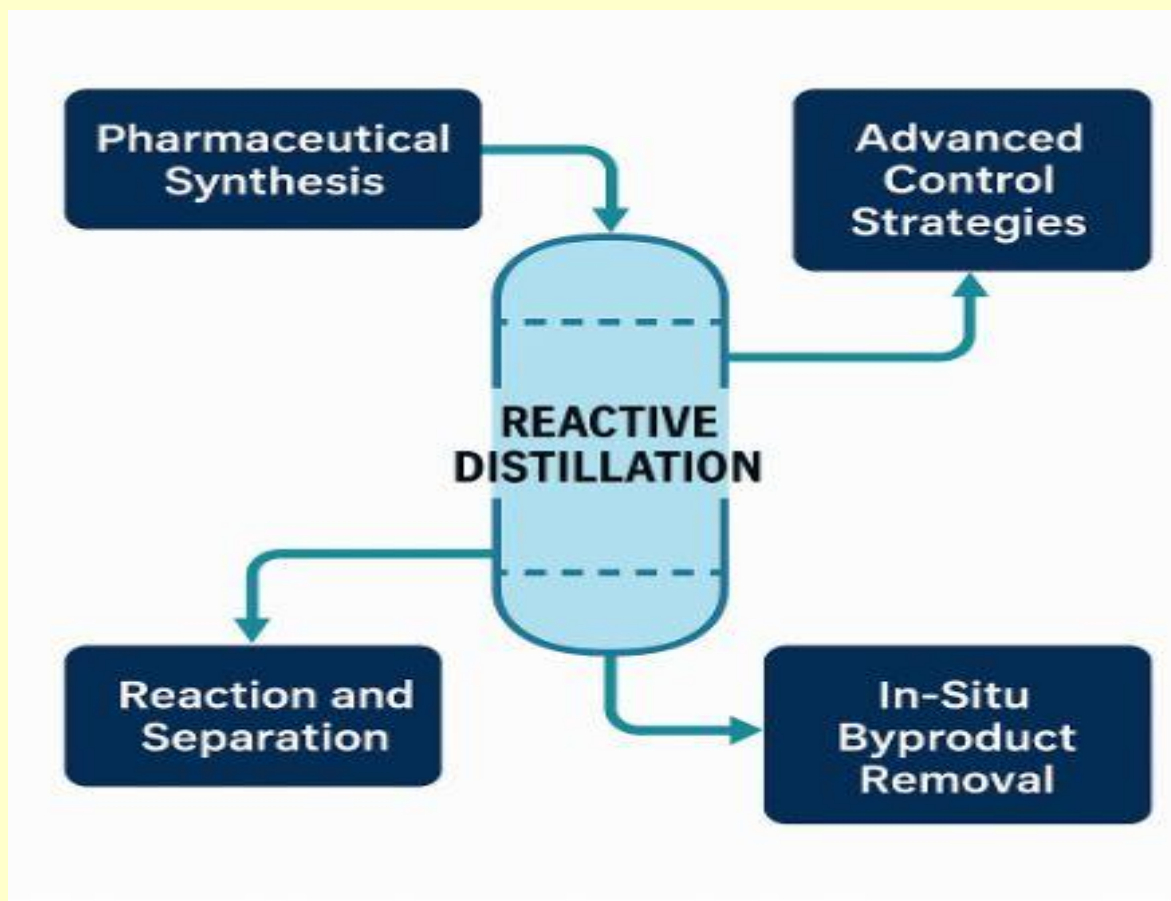 Pharmaceutical
Synthesis
Advanced
Control
Strategies
REACTIVE
DISTILLATION
Reaction and
Separation
In-Situ
Byproduct
Removal